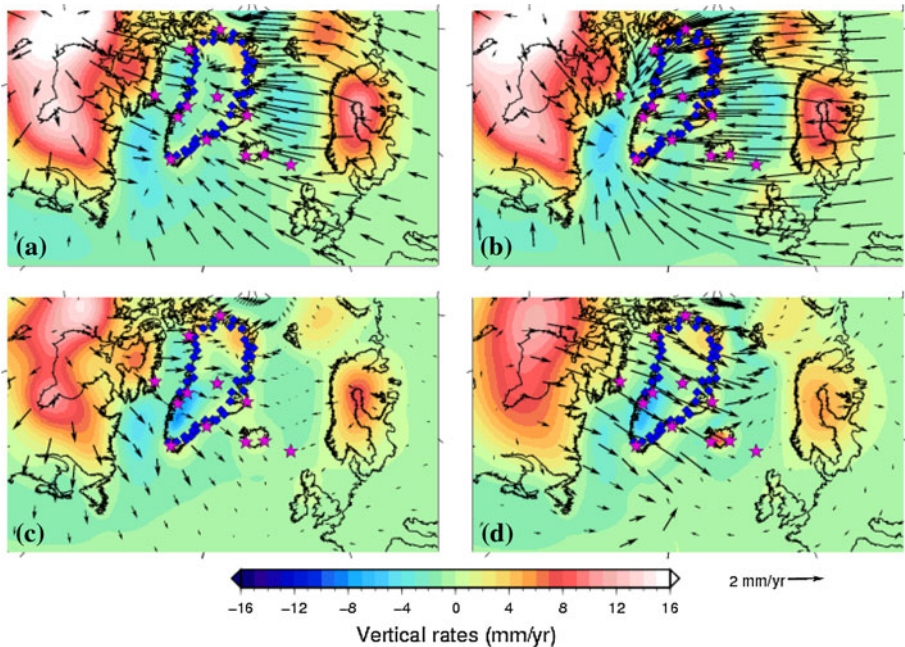 (a)
(b)
(c)
(d)
−16 −12 −8 −4 0 4 8 12 16
2 mm/yr
Vertical rates (mm/yr)